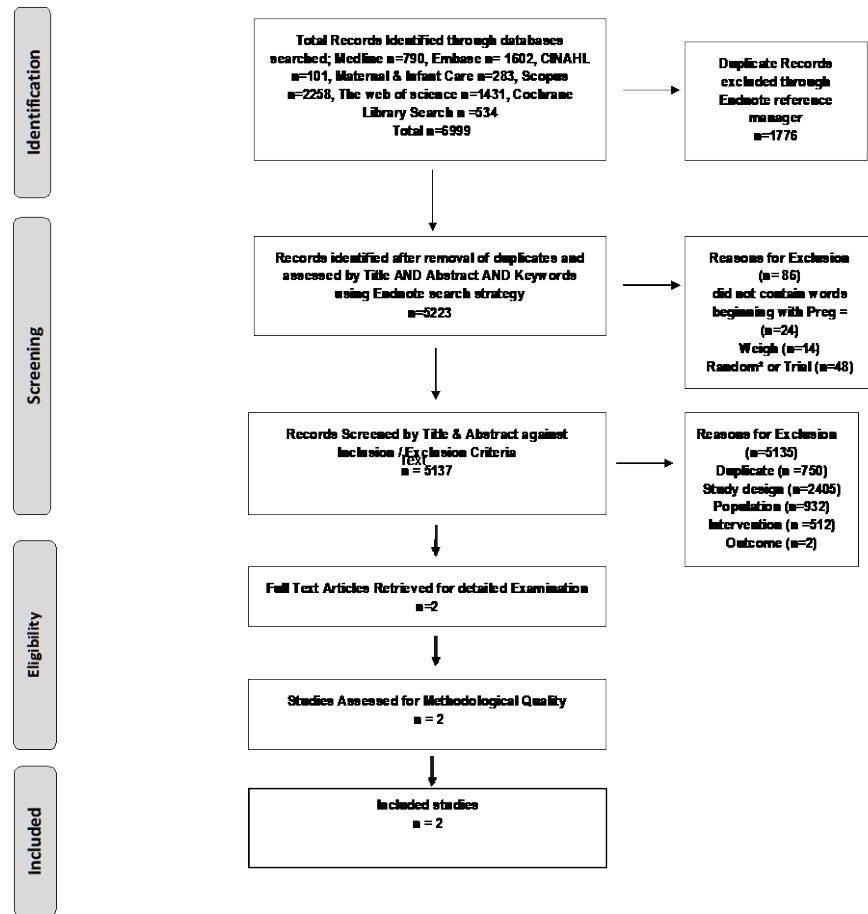 Identification
Total Records Identified through databases
searched; Medline n=790, Embase n= 1602, CINAHL
n=101, Maternal & Infant Care n=283, Scopus
n=2258, The web of science n=1431, Cochrane
Library Search n =534
Total n=6999
Duplicate Records
excluded through
Endnote reference
manager
n=1776
Screening
Records identified after removal of duplicates and
assessed by Title AND Abstract AND Keywords
using Endnote search strategy
n=5223
Reasons for Exclusion
(n= 86)
did not contain words
beginning with Preg =
(n=24)
Weigh (n=14)
Random* or Trial (n=48)
Records Screened by Title & Abstract against
Inclusion / Exclusion Criteria
Text
n = 5137
Reasons for Exclusion
(n=5135)
Duplicate (n =750)
Study design (n=2405)
Population (n=932)
Intervention (n =512)
Outcome (n=2)
Eligibility
Full Text Articles Retrieved for detailed Examination
n=2
Studies Assessed for Methodological Quality
n = 2
Included
Included studies
n = 2